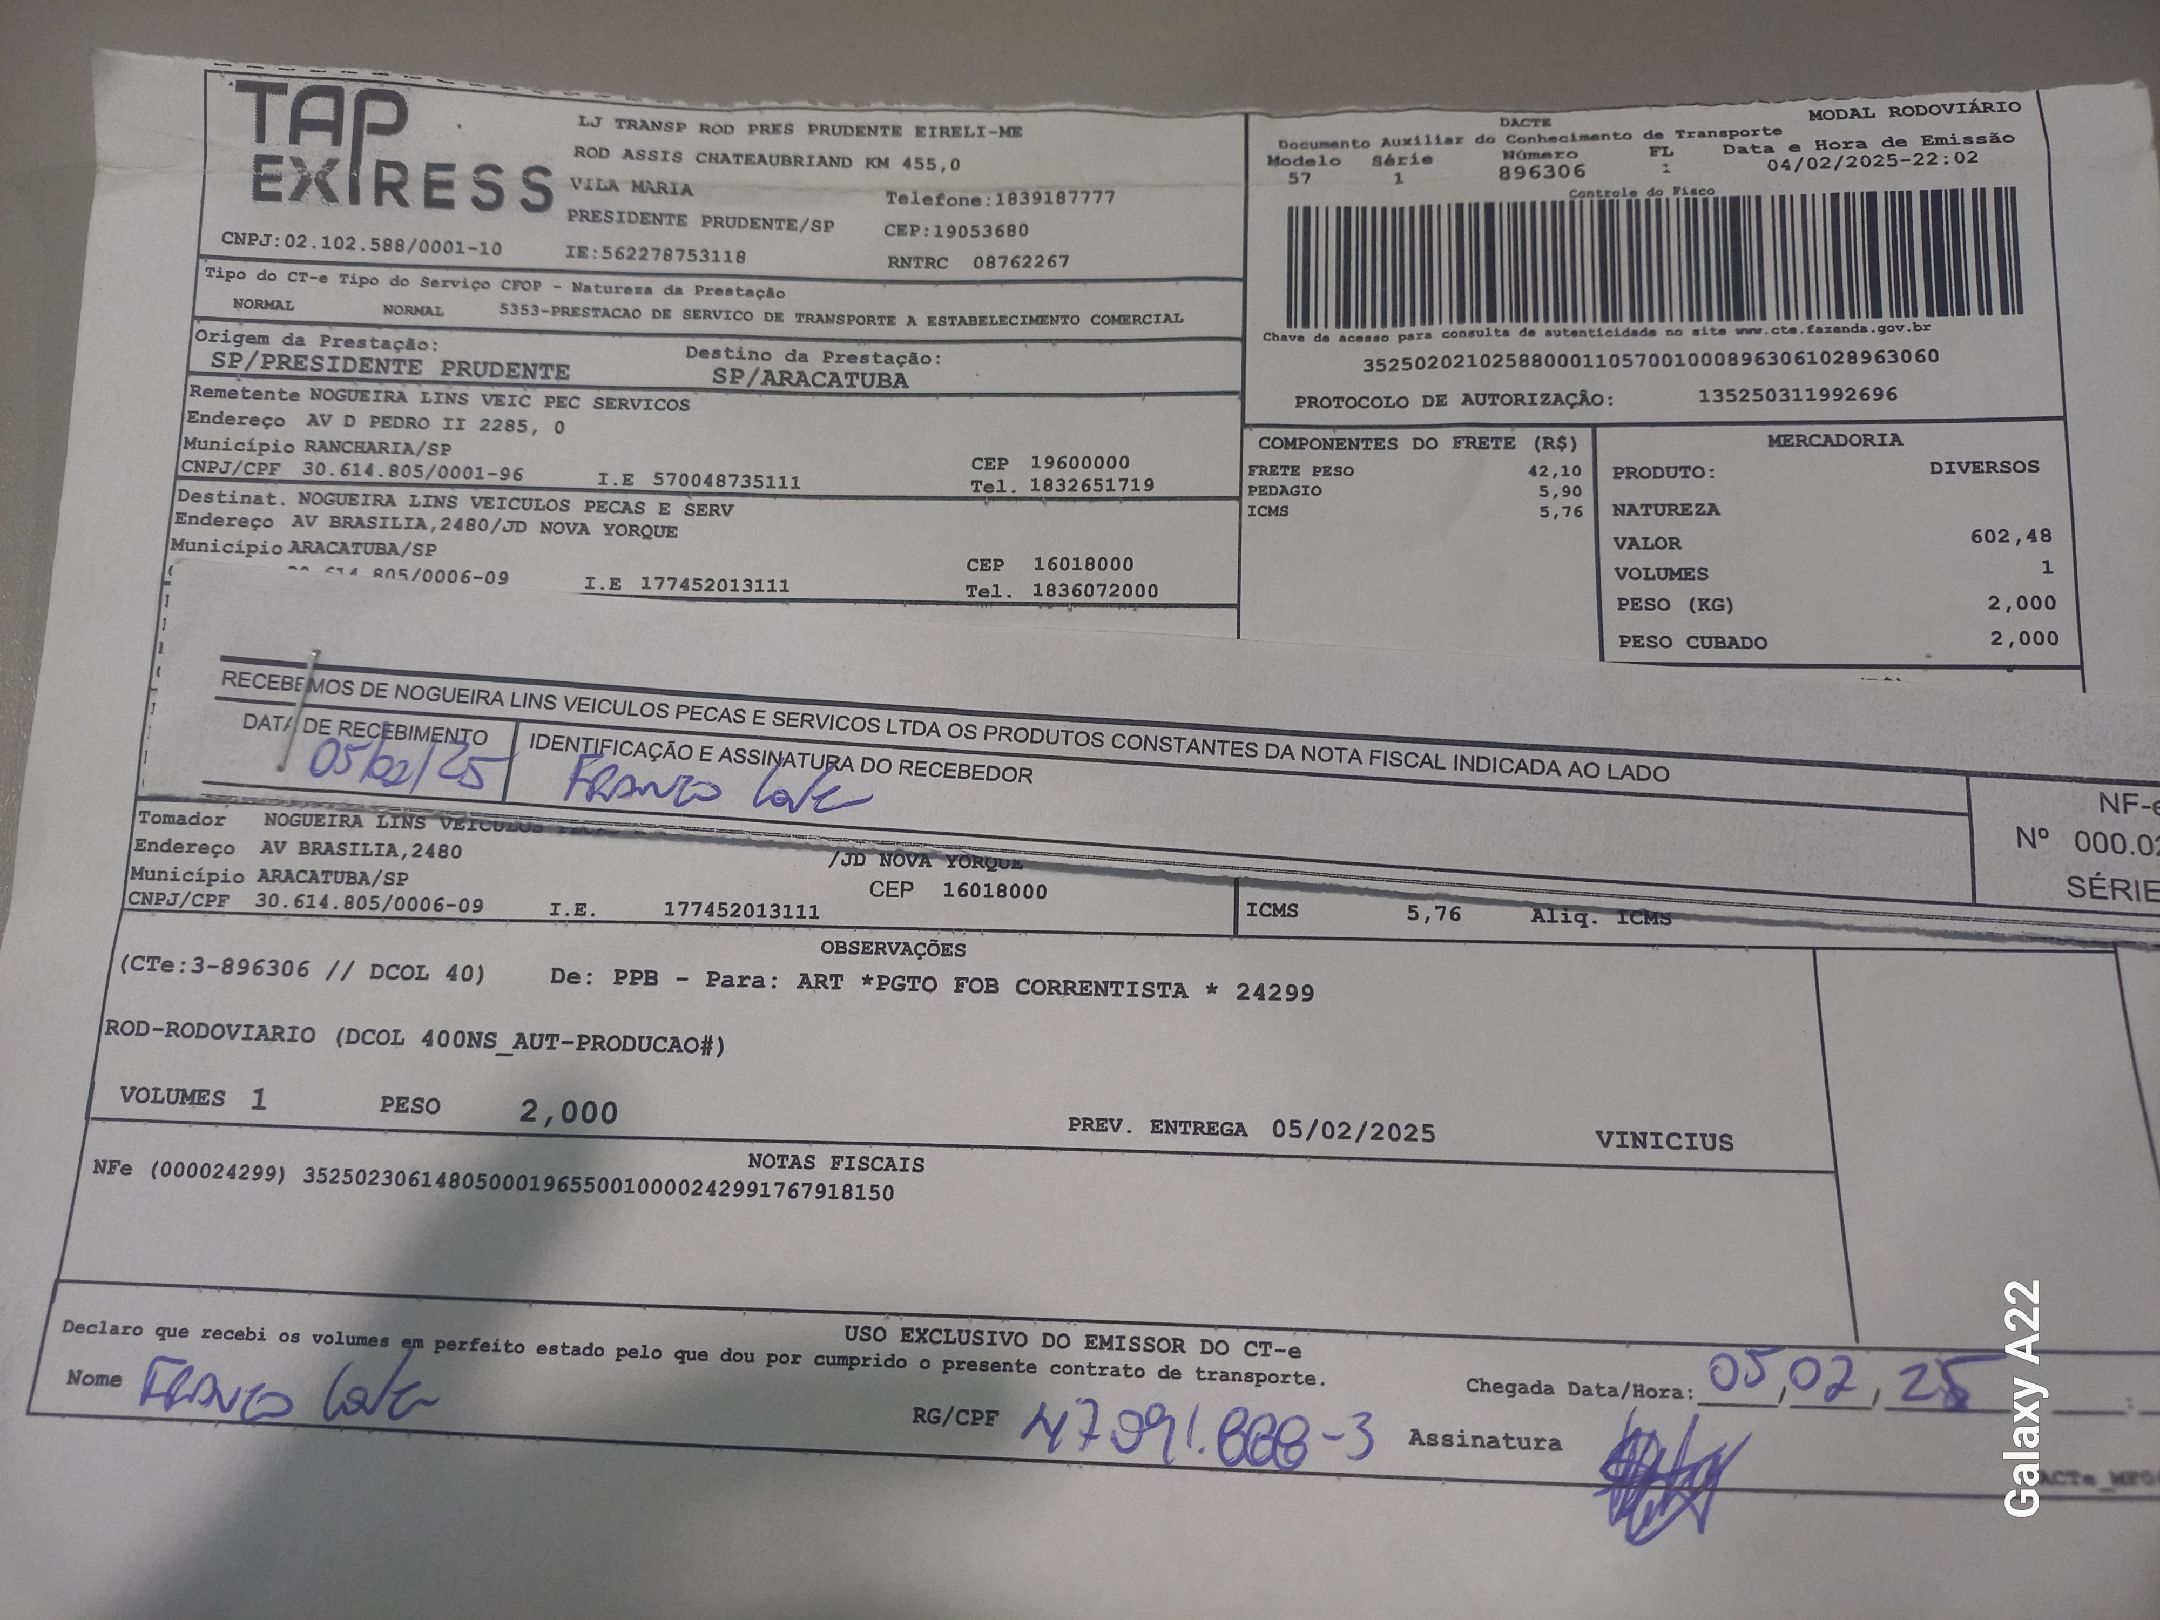 TAP
EXPRESS
LJ TRANSP ROD PRES PRUDENTE EIRELI-ME
ROD ASSIS CHATEAUBRIAND KM 455,0
VILA MARIA Telefone:1839187777
PRESIDENTE PRUDENTE/SP CEP:19053680
CNPJ:02.102.588/0001-10 IE:562278753118 RNTRC 08762267
DACTE MODAL RODOVIÁRIO
Documento Auxiliar do Conhecimento de Transporte
Modelo Série Número FL Data e Hora de Emissão
57 1 896306 1 04/02/2025-22:02
Controle do Fisco
Chave de acesso para consulta de autenticidade no site www.cte.fazenda.gov.br
35250202102588000110570010008963061028963060
PROTOCOLO DE AUTORIZAÇÃO: 135250311992696
Tipo do CT-e Tipo do Serviço CFOP - Natureza da Prestação
NORMAL NORMAL 5353-PRESTACAO DE SERVICO DE TRANSPORTE A ESTABELECIMENTO COMERCIAL
Origem da Prestação: Destino da Prestação:
SP/PRESIDENTE PRUDENTE SP/ARACATUBA
Remetente NOGUEIRA LINS VEIC PEC SERVICOS
Endereço AV D PEDRO II 2285, 0
Município RANCHARIA/SP CEP 19600000
CNPJ/CPF 30.614.805/0001-96 I.E 570048735111 Tel. 1832651719
Destinat. NOGUEIRA LINS VEICULOS PECAS E SERV
Endereço AV BRASILIA,2480/JD NOVA YORQUE
Município ARACATUBA/SP CEP 16018000
30.614.805/0006-09 I.E 177452013111 Tel. 1836072000
COMPONENTES DO FRETE (R$)
FRETE PESO 42,10
PEDAGIO 5,90
ICMS 5,76
MERCADORIA
PRODUTO: DIVERSOS
NATUREZA
VALOR 602,48
VOLUMES 1
PESO (KG) 2,000
PESO CUBADO 2,000
RECEBEMOS DE NOGUEIRA LINS VEICULOS PECAS E SERVICOS LTDA OS PRODUTOS CONSTANTES DA NOTA FISCAL INDICADA AO LADO
DATA DE RECEBIMENTO IDENTIFICAÇÃO E ASSINATURA DO RECEBEDOR
05/02/25 FRANCO
NF-e
Nº 000.02
SÉRIE
Tomador NOGUEIRA LINS VEICULOS
Endereço AV BRASILIA,2480 /JD NOVA YORQUE
Município ARACATUBA/SP CEP 16018000
CNPJ/CPF 30.614.805/0006-09 I.E. 177452013111
ICMS 5,76 Aliq. ICMS
OBSERVAÇÕES
(CTe:3-896306 // DCOL 40) De: PPB - Para: ART *PGTO FOB CORRENTISTA * 24299
ROD-RODOVIARIO (DCOL 400NS_AUT-PRODUCAO#)
VOLUMES 1 PESO 2,000 PREV. ENTREGA 05/02/2025 VINICIUS
NOTAS FISCAIS
NFe (000024299) 35250230614805000196550010000242991767918150
USO EXCLUSIVO DO EMISSOR DO CT-e
Declaro que recebi os volumes em perfeito estado pelo que dou por cumprido o presente contrato de transporte.
Nome FRANCO
RG/CPF 47091.888-3
Chegada Data/Hora: 05,02,25
Assinatura
Galaxy A22